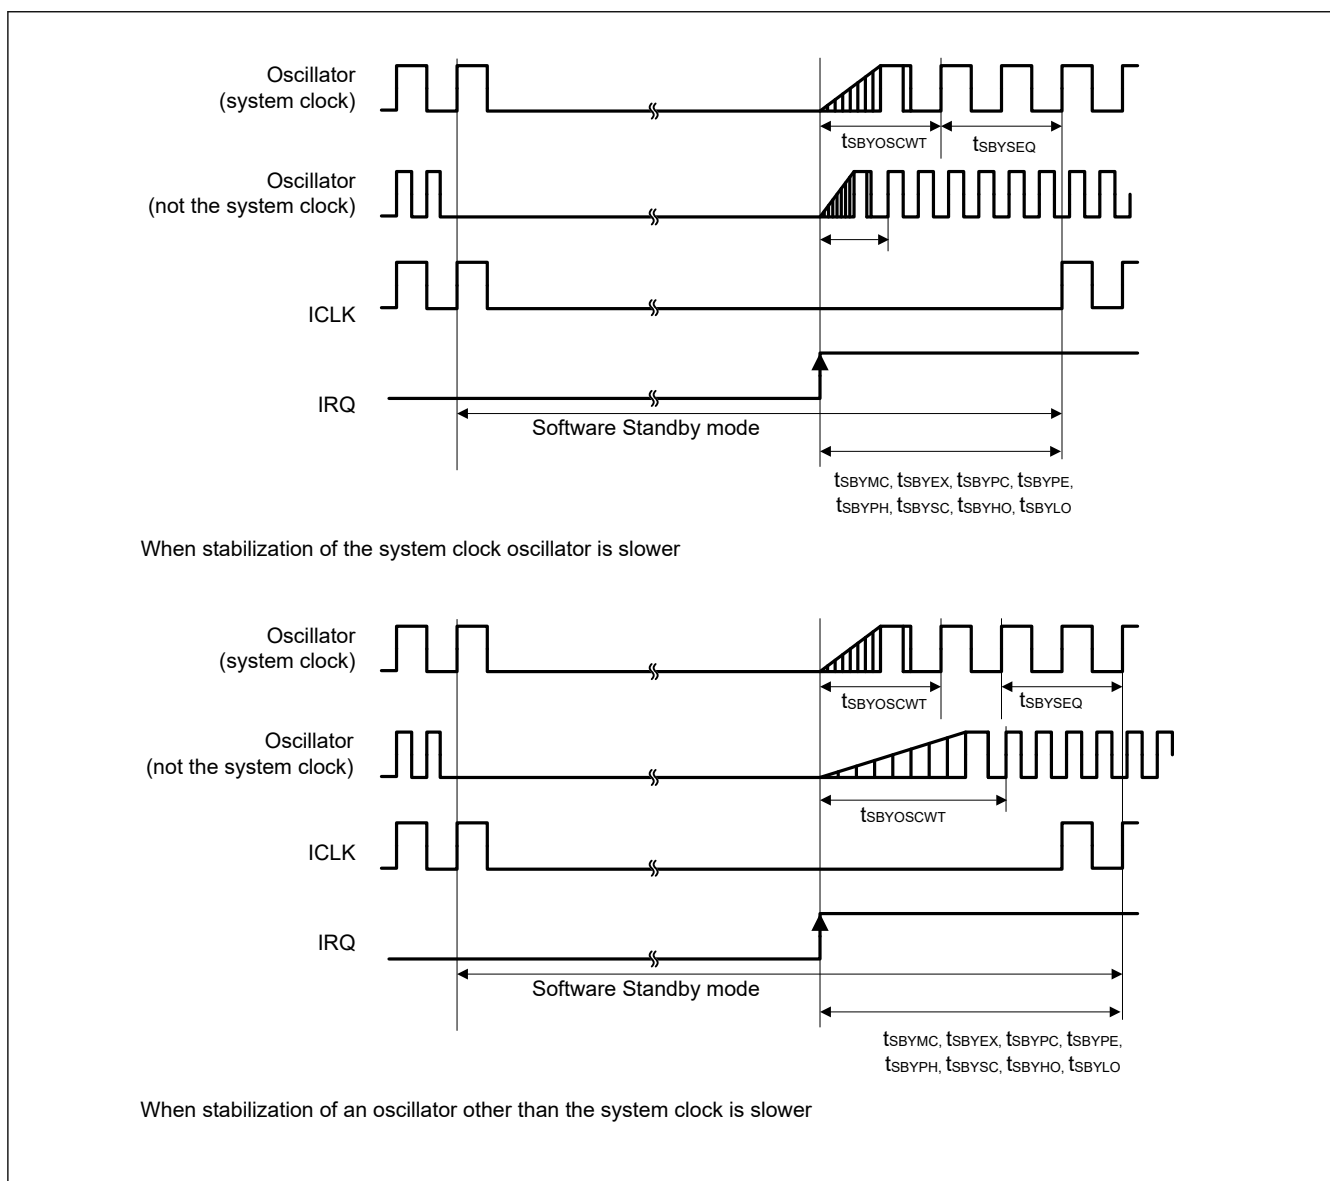 Oscillator
(system clock)
tSBYOSCWT
tSBYSEQ
Oscillator
(not the system clock)
ICLK
IRQ
Software Standby mode
tSBYMC, tSBYEX, tSBYPC, tSBYPE,
tSBYPH, tSBYSC, tSBYHO, tSBYLO
When stabilization of the system clock oscillator is slower
Oscillator
(system clock)
tSBYOSCWT
tSBYSEQ
Oscillator
(not the system clock)
tSBYOSCWT
ICLK
IRQ
Software Standby mode
tSBYMC, tSBYEX, tSBYPC, tSBYPE,
tSBYPH, tSBYSC, tSBYHO, tSBYLO
When stabilization of an oscillator other than the system clock is slower